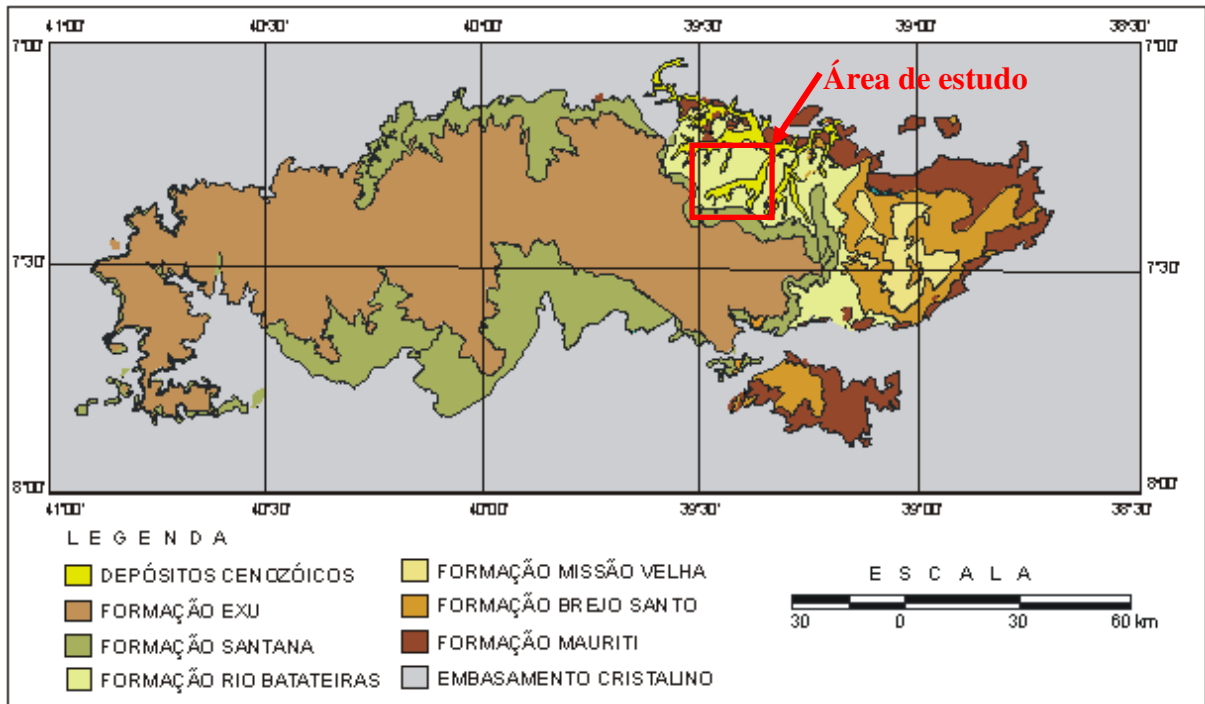 41°00' 40°30' 40°00' 39°30' 39°00' 38°30'
7°00' 7°00'
Área de estudo
7°30' 7°30'
8°00' 8°00'
41°00' 40°30' 40°00' 39°30' 39°00' 38°30'
LEGENDA
DEPÓSITOS CENOZÓICOS
FORMAÇÃO EXU
FORMAÇÃO SANTANA
FORMAÇÃO RIO BATATEIRAS
FORMAÇÃO MISSÃO VELHA
FORMAÇÃO BREJO SANTO
FORMAÇÃO MAURITI
EMBASAMENTO CRISTALINO
ESCALA
30 0 30 60 km